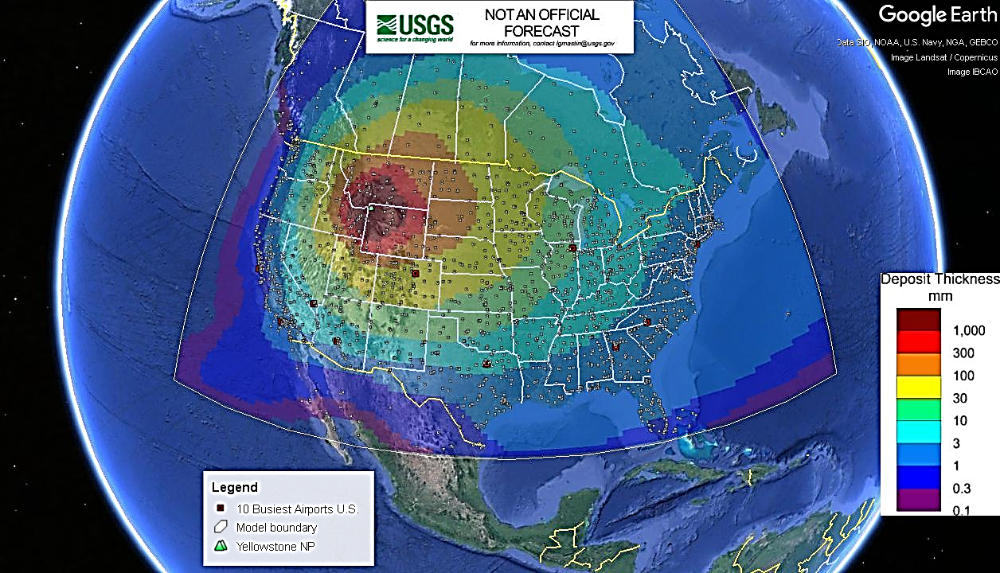 USGS
science for a changing world
NOT AN OFFICIAL
FORECAST
for more information, contact lgmastin@usgs.gov
Google Earth
Data SIO, NOAA, U.S. Navy, NGA, GEBCO
Image Landsat / Copernicus
Image IBCAO
Deposit Thickness
mm
1,000
300
100
30
10
3
1
0.3
0.1
Legend
10 Busiest Airports U.S.
Model boundary
Yellowstone NP